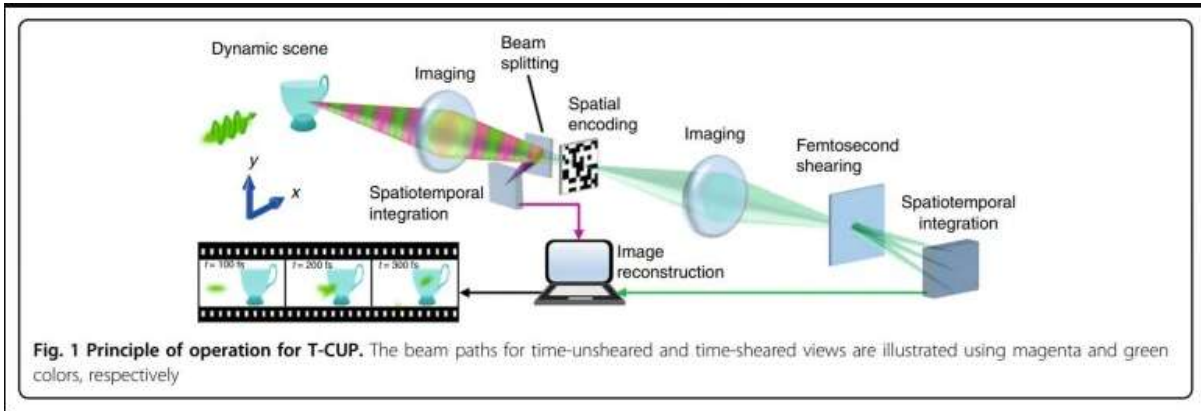 Dynamic scene
Imaging
Beam
splitting
Spatial
encoding
Imaging
Femtosecond
shearing
Spatiotemporal
integration
y
x
Spatiotemporal
integration
Image
reconstruction
t = 100 fs
t = 200 fs
t = 300 fs
Fig. 1 Principle of operation for T-CUP. The beam paths for time-unsheared and time-sheared views are illustrated using magenta and green
colors, respectively